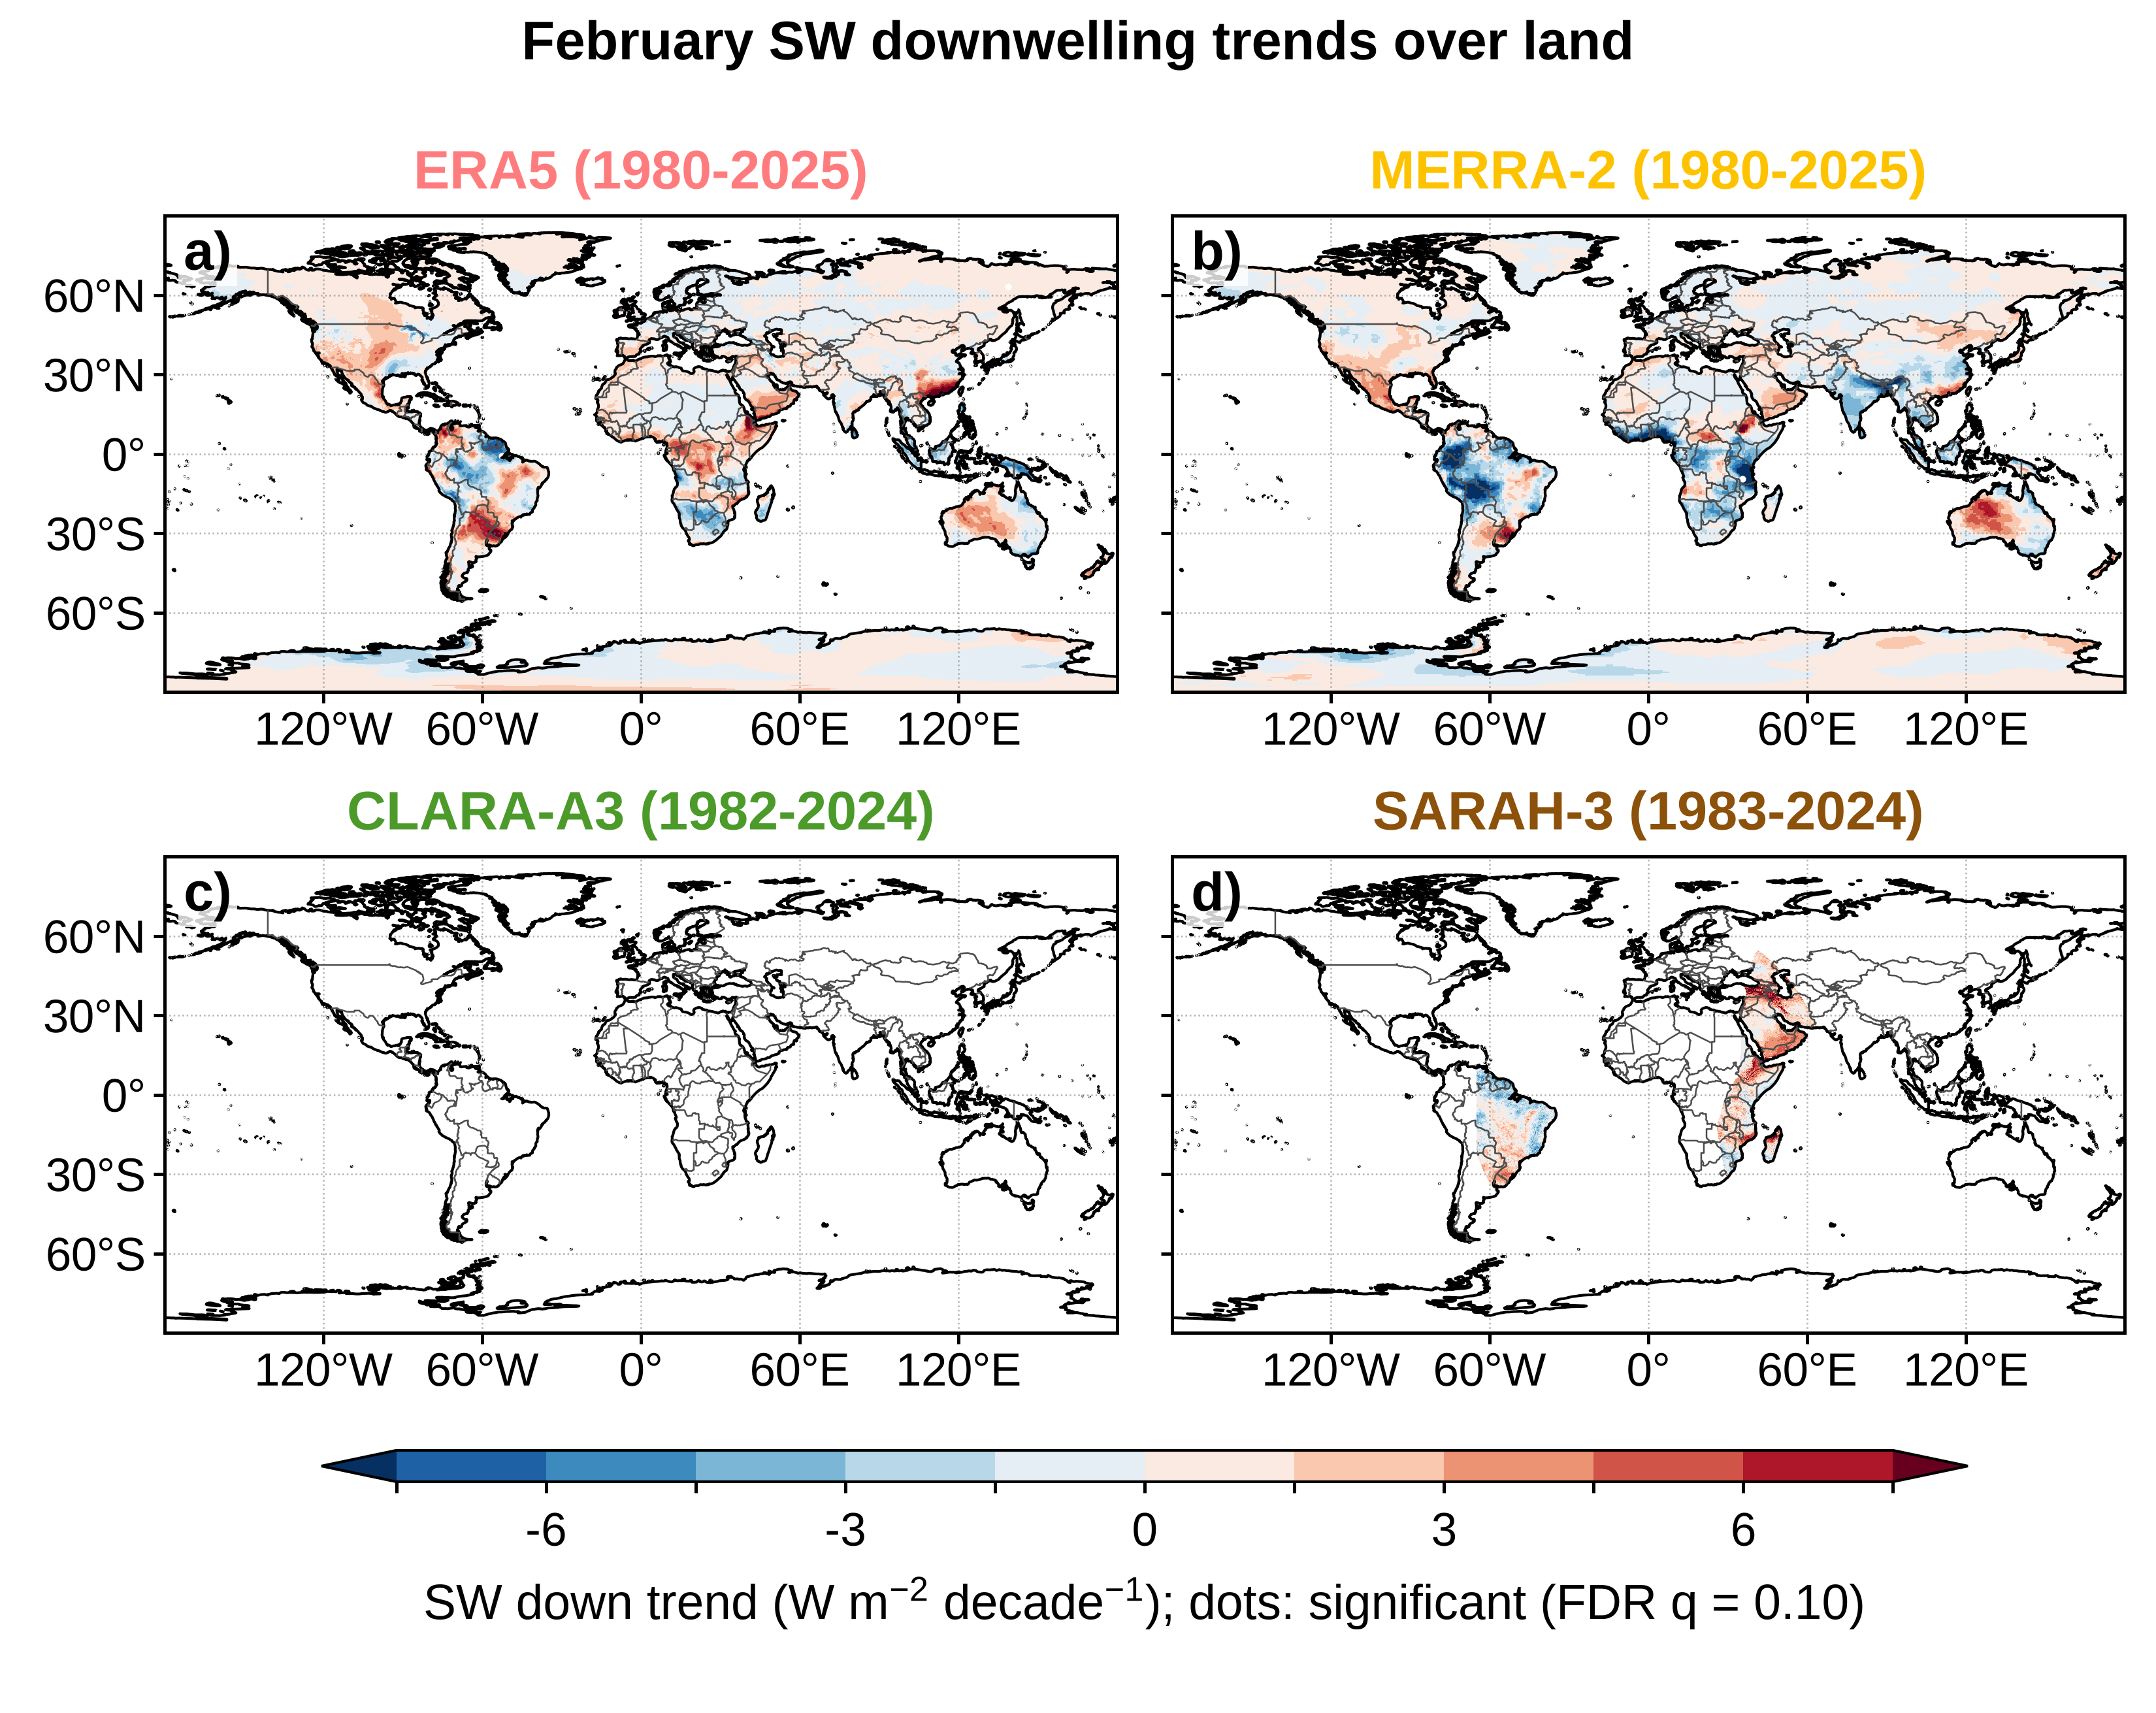 February SW downwelling trends over land
ERA5 (1980-2025)
MERRA-2 (1980-2025)
a)
60°N
30°N
0°
30°S
60°S
120°W 60°W 0° 60°E 120°E
b)
120°W 60°W 0° 60°E 120°E
CLARA-A3 (1982-2024)
SARAH-3 (1983-2024)
c)
60°N
30°N
0°
30°S
60°S
120°W 60°W 0° 60°E 120°E
d)
120°W 60°W 0° 60°E 120°E
-6 -3 0 3 6
SW down trend (W m⁻² decade⁻¹); dots: significant (FDR q = 0.10)